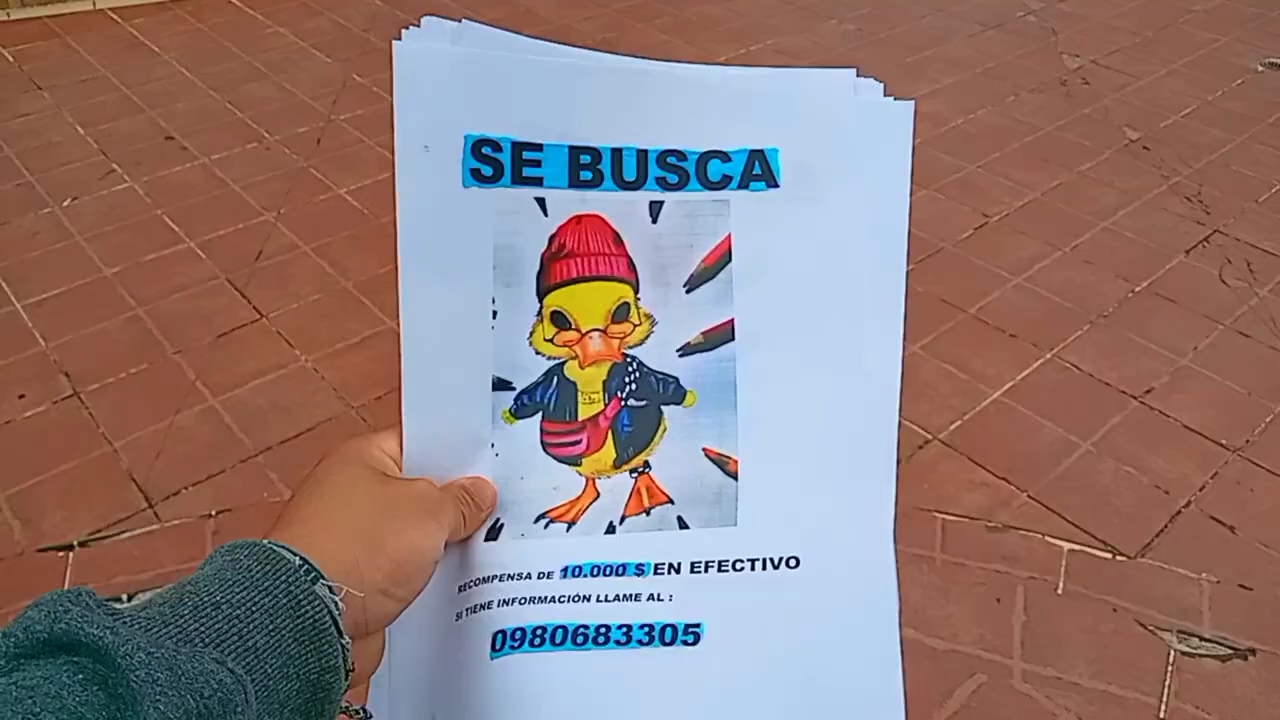 SE BUSCA
RECOMPENSA DE 10.000 $ EN EFECTIVO
SI TIENE INFORMACIÓN LLAME AL :
0980683305